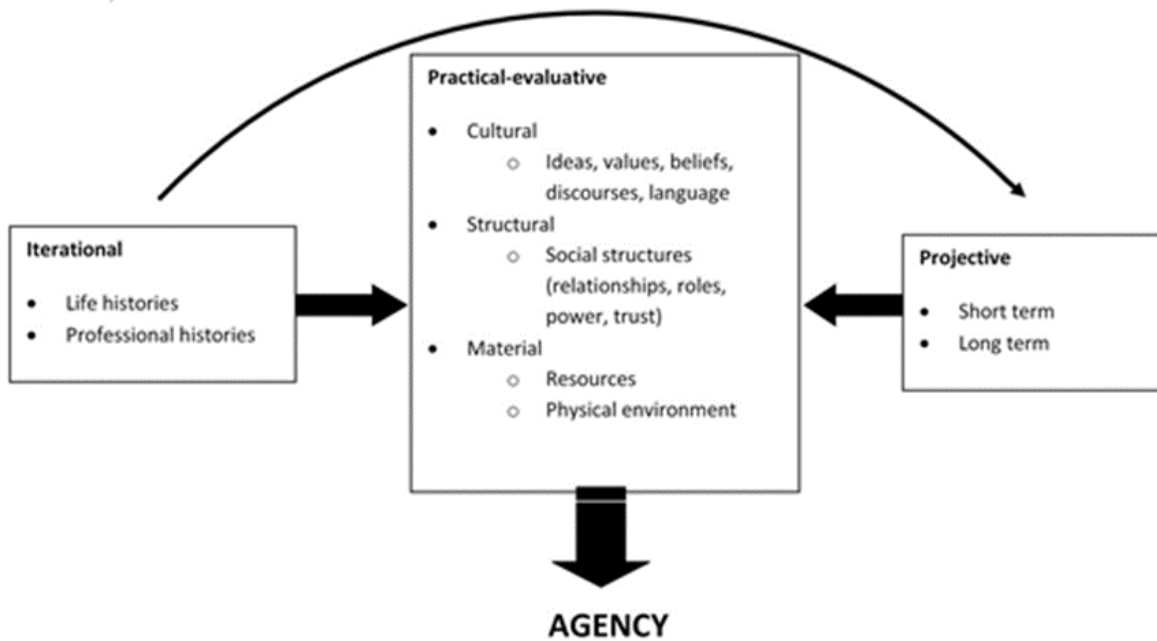 Practical-evaluative
• Cultural
o Ideas, values, beliefs,
discourses, language
• Structural
o Social structures
(relationships, roles,
power, trust)
• Material
o Resources
o Physical environment
Iterational
• Life histories
• Professional histories
Projective
• Short term
• Long term
AGENCY